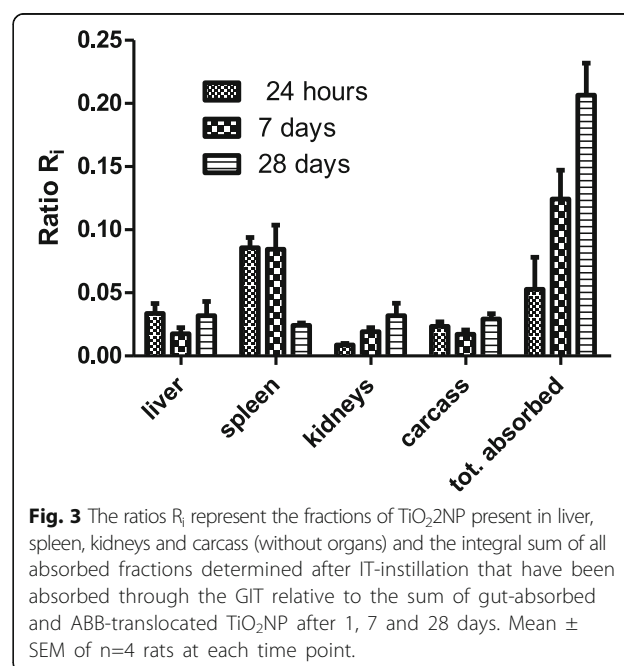 0.25
0.20
0.15
0.10
0.05
0.00
Ratio Rᵢ
24 hours
7 days
28 days
liver
spleen
kidneys
carcass
tot. absorbed
Fig. 3 The ratios Rᵢ represent the fractions of TiO₂2NP present in liver,
spleen, kidneys and carcass (without organs) and the integral sum of all
absorbed fractions determined after IT-instillation that have been
absorbed through the GIT relative to the sum of gut-absorbed
and ABB-translocated TiO₂NP after 1, 7 and 28 days. Mean ±
SEM of n=4 rats at each time point.